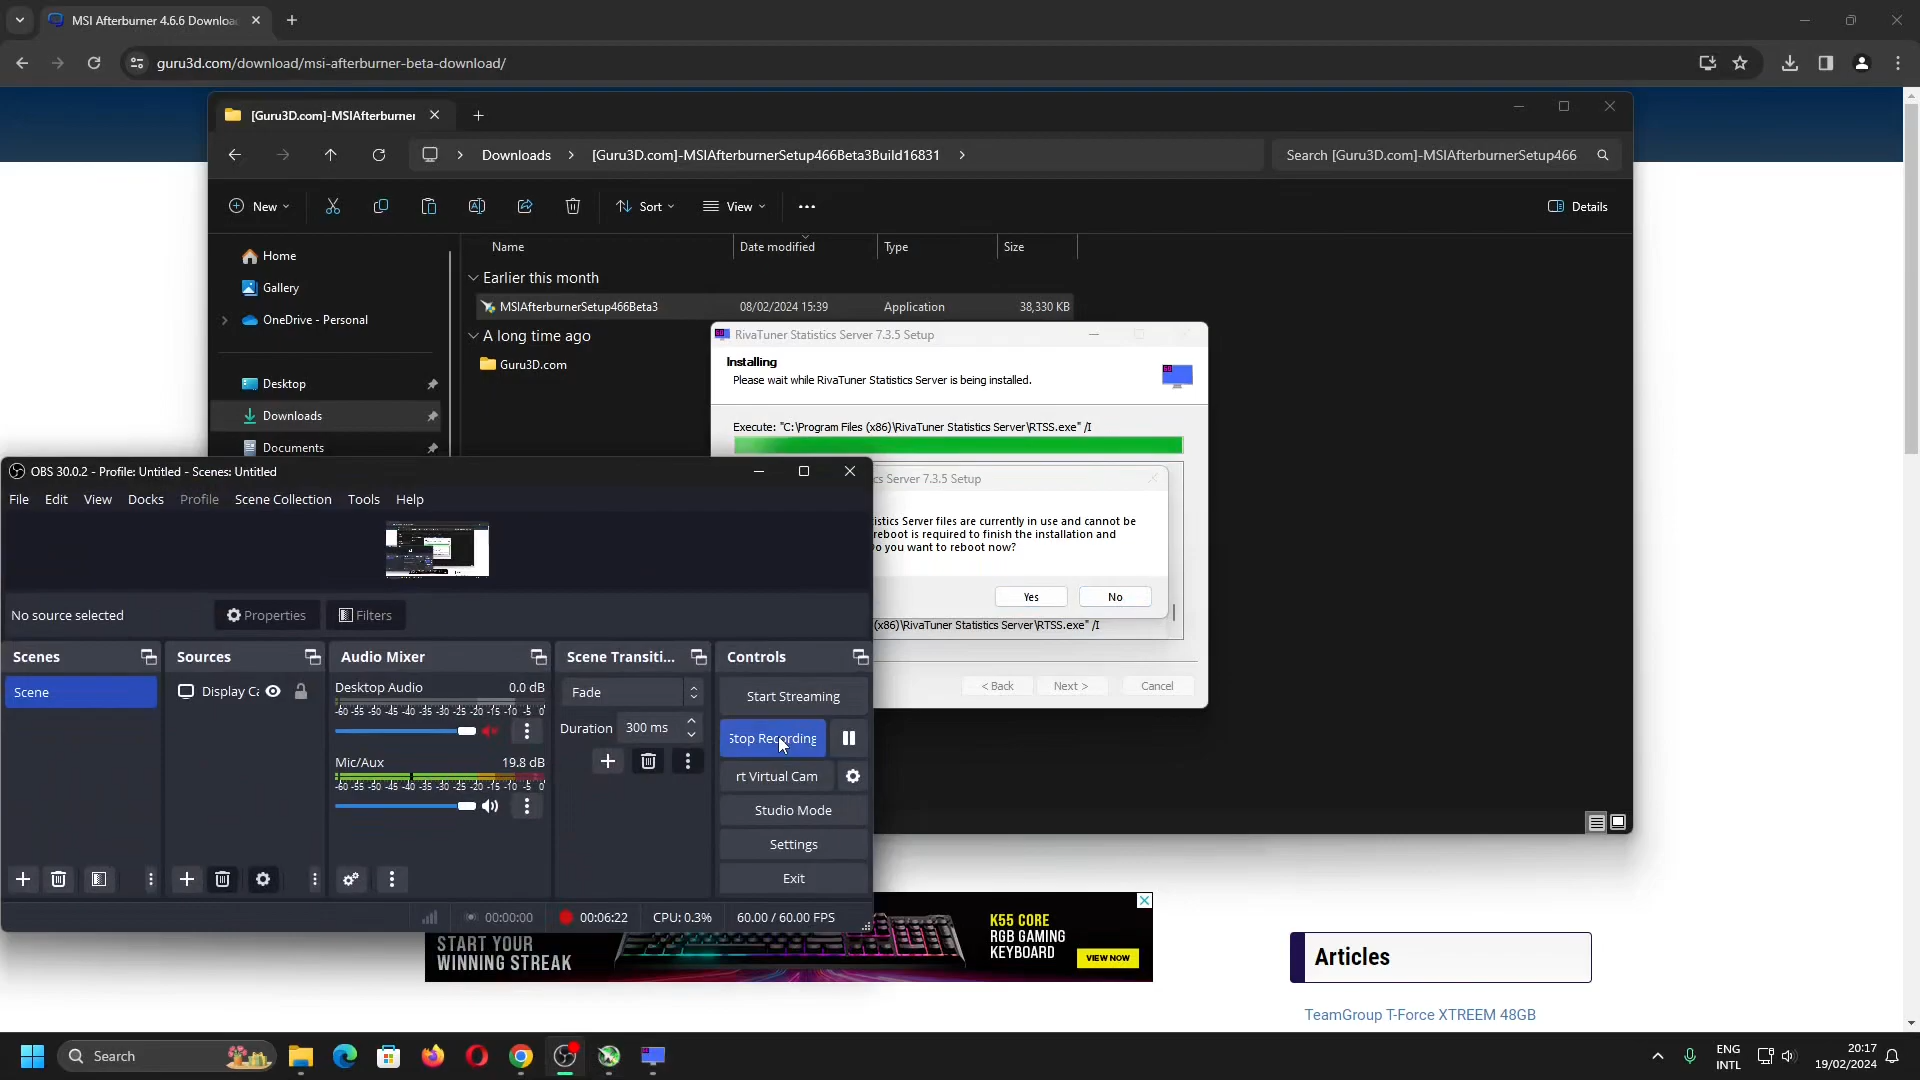 MSI Afterburner 4.6.6 Downloa
guru3d.com/download/msi-afterburner-beta-download/
[Guru3D.com]-MSIAfterburner
Downloads
[Guru3D.com]-MSIAfterburnerSetup466Beta3Build16831
Search [Guru3D.com]-MSIAfterburnerSetup466
New
Sort
View
Details
Name
Date modified
Type
Size
Home
Gallery
OneDrive - Personal
Desktop
Downloads
Documents
Earlier this month
MSIAfterburnerSetup466Beta3
08/02/2024 15:39
Application
38,330 KB
A long time ago
Guru3D.com
RivaTuner Statistics Server 7.3.5 Setup
Installing
Please wait while RivaTuner Statistics Server is being installed.
Execute: "C:\Program Files (x86)\RivaTuner Statistics Server\RTSS.exe" /I
cs Server 7.3.5 Setup
istics Server files are currently in use and cannot be
reboot is required to finish the installation and
o you want to reboot now?
Yes
No
(x86)\RivaTuner Statistics Server\RTSS.exe" /I
< Back
Next >
Cancel
OBS 30.0.2 - Profile: Untitled - Scenes: Untitled
File
Edit
View
Docks
Profile
Scene Collection
Tools
Help
No source selected
Properties
Filters
Scenes
Scene
Sources
Display Ca
Audio Mixer
Desktop Audio
0.0 dB
-60 -55 -50 -45 -40 -35 -30 -25 -20 -15 -10 -5 0
Mic/Aux
19.8 dB
-60 -55 -50 -45 -40 -35 -30 -25 -20 -15 -10 -5 0
Scene Transiti...
Fade
Duration
300 ms
Controls
Start Streaming
Stop Recording
rt Virtual Cam
Studio Mode
Settings
Exit
00:00:00
00:06:22
CPU: 0.3%
60.00 / 60.00 FPS
START YOUR
WINNING STREAK
K55 CORE
RGB GAMING
KEYBOARD
VIEW NOW
Articles
TeamGroup T-Force XTREEM 48GB
Search
ENG
INTL
20:17
19/02/2024